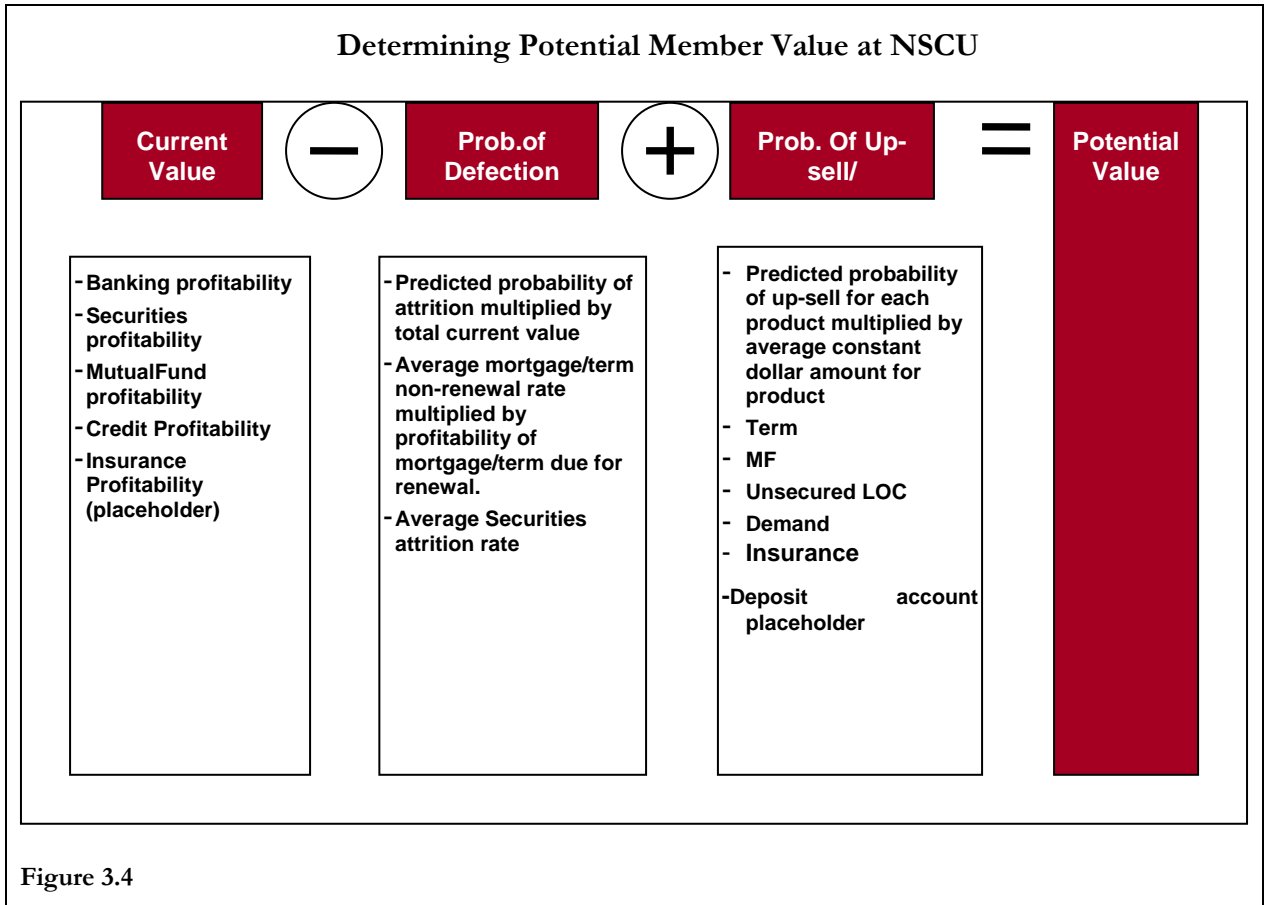 Determining Potential Member Value at NSCU
Current
Value
−
Prob.of
Defection
+
Prob. Of Up-
sell/
=
Potential
Value
-Banking profitability
-Securities
profitability
-MutualFund
profitability
-Credit Profitability
-Insurance
Profitability
(placeholder)
-Predicted probability of
attrition multiplied by
total current value
-Average mortgage/term
non-renewal rate
multiplied by
profitability of
mortgage/term due for
renewal.
-Average Securities
attrition rate
- Predicted probability
of up-sell for each
product multiplied by
average constant
dollar amount for
product
- Term
- MF
- Unsecured LOC
- Demand
- Insurance
-Deposit account
placeholder
Figure 3.4